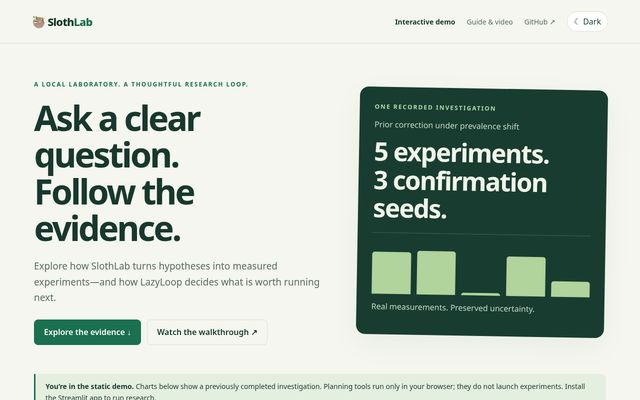 SlothLab
Interactive demo
Guide & video
GitHub ↗
☾ Dark
A LOCAL LABORATORY. A THOUGHTFUL RESEARCH LOOP.
Ask a clear
question.
Follow the
evidence.
Explore how SlothLab turns hypotheses into measured
experiments—and how LazyLoop decides what is worth running
next.
Explore the evidence ↓
Watch the walkthrough ↗
ONE RECORDED INVESTIGATION
Prior correction under prevalence shift
5 experiments.
3 confirmation
seeds.
Real measurements. Preserved uncertainty.
You're in the static demo. Charts below show a previously completed investigation. Planning tools run only in your browser; they do not launch experiments. Install
the Streamlit app to run research.